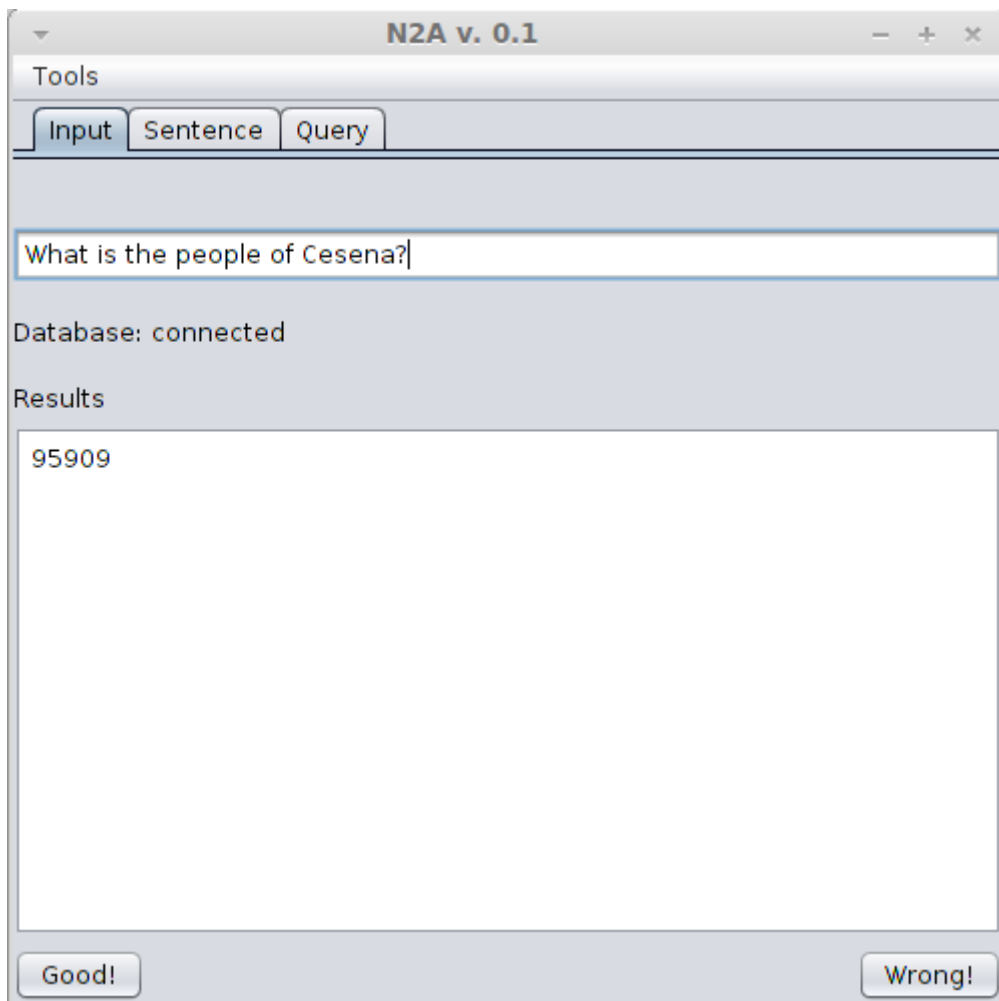 N2A v. 0.1
Tools
Input Sentence Query
What is the people of Cesena?
Database: connected
Results
95909
Good! Wrong!